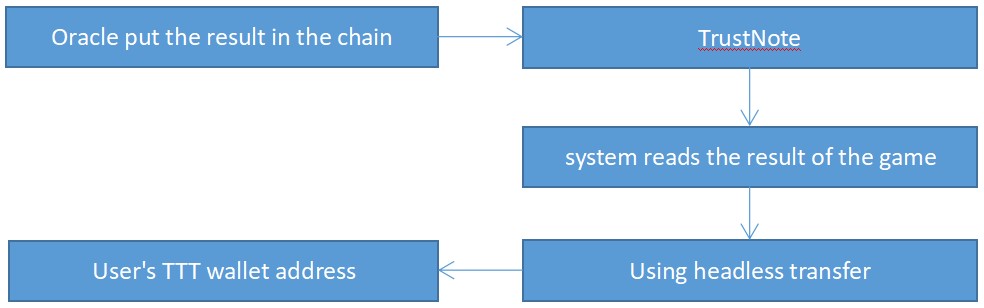 Oracle put the result in the chain
TrustNote
system reads the result of the game
Using headless transfer
User's TTT wallet address